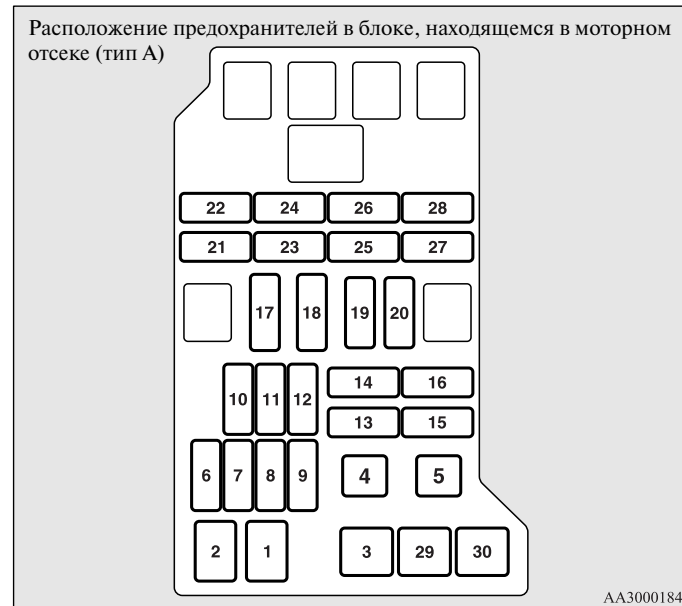 Расположение предохранителей в блоке, находящемся в моторном
отсеке (тип А)
22 24 26 28
21 23 25 27
17 18 19 20
14 16
10 11 12
13 15
6 7 8 9 4 5
2 1 3 29 30
AA3000184